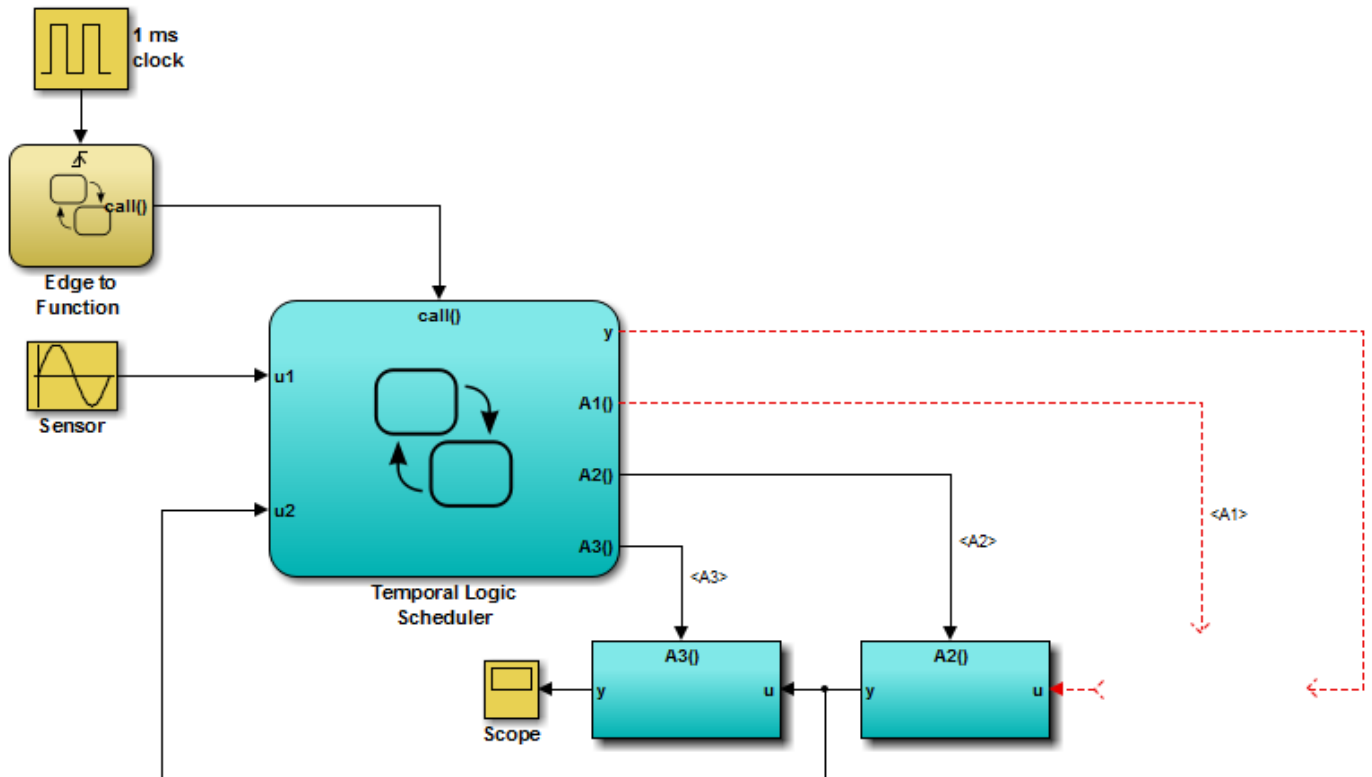 1 ms
clock
call()
Edge to
Function
call()
y
u1
A1()
Sensor
A2()
u2
<A1>
A3()
<A2>
<A3>
Temporal Logic
Scheduler
A3()
A2()
y
u
y
u
Scope